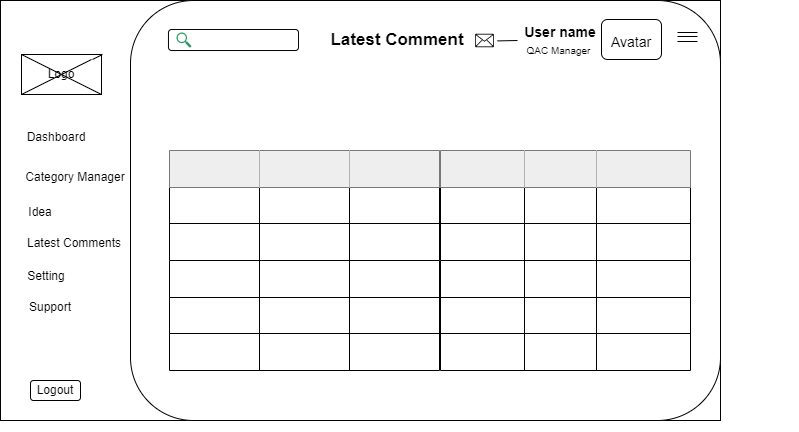 Logo
Dashboard
Category Manager
Idea
Latest Comments
Setting
Support
Logout
Latest Comment
User name
QAC Manager
Avatar